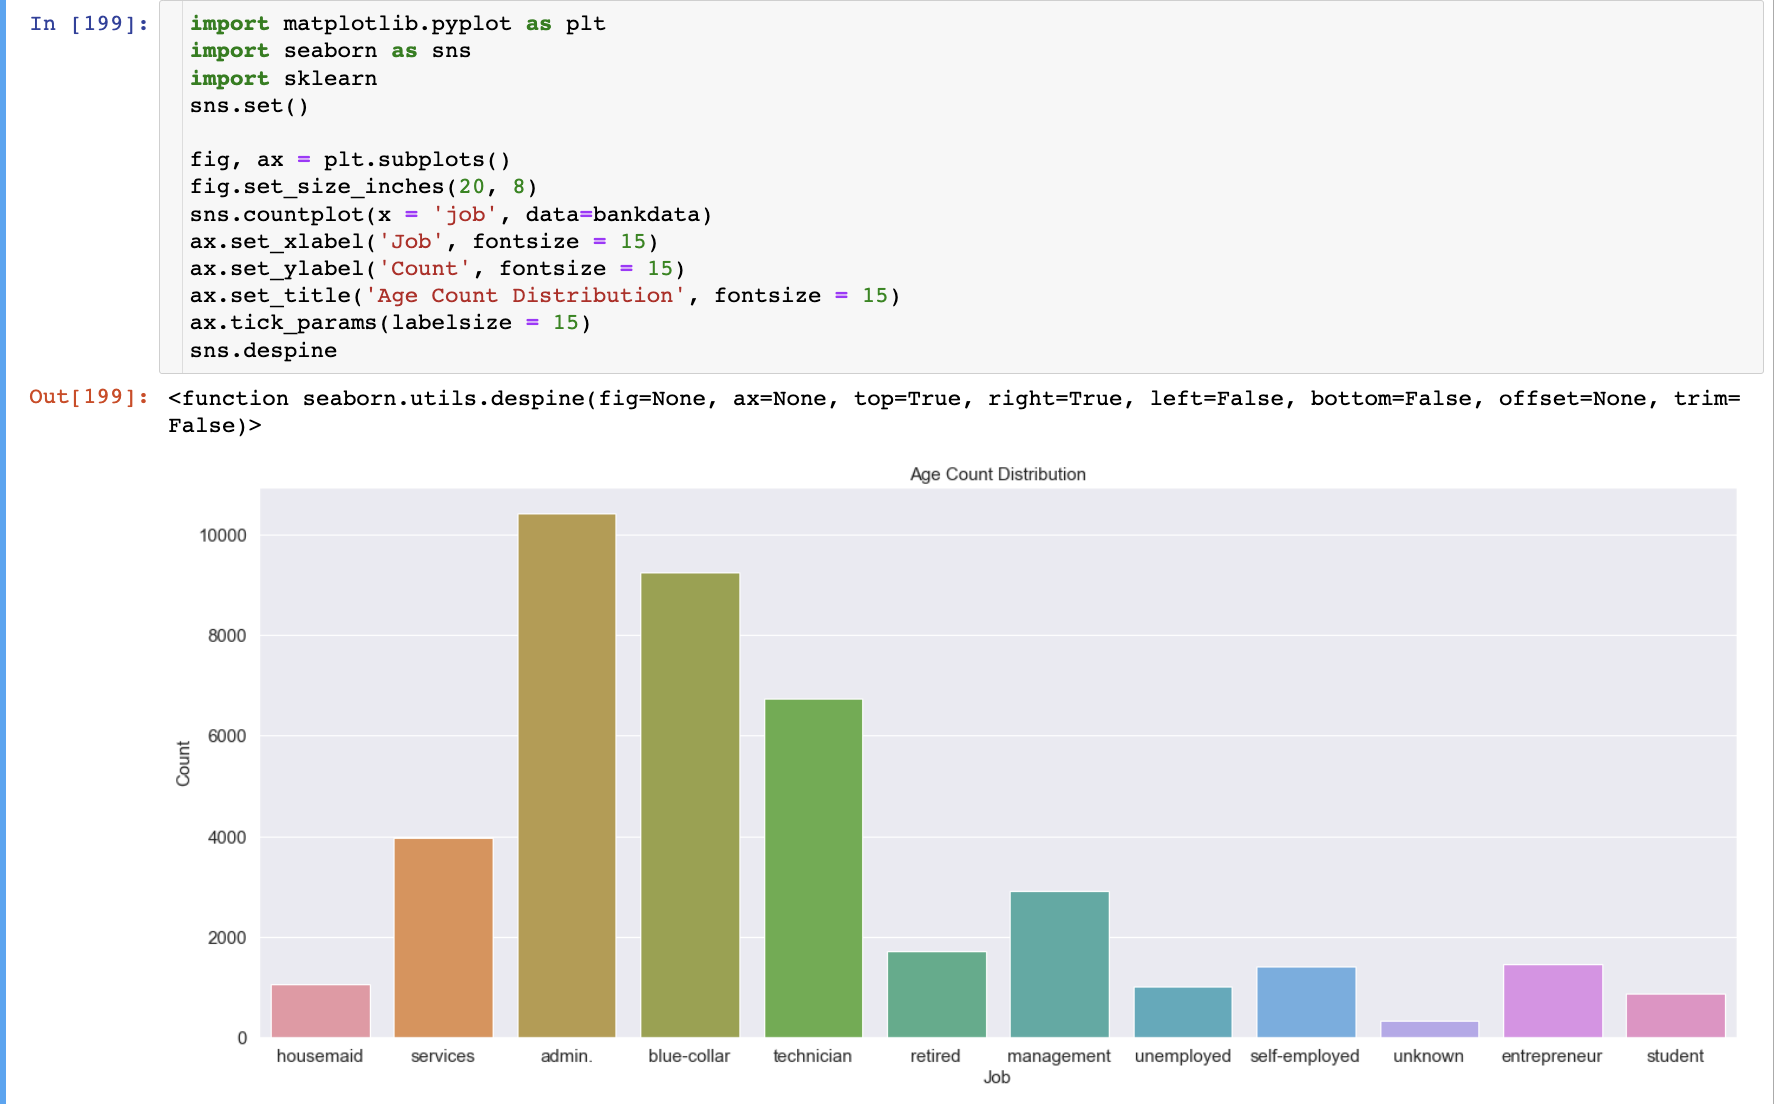 In [199]:
import matplotlib.pyplot as plt
import seaborn as sns
import sklearn
sns.set()
fig, ax = plt.subplots()
fig.set_size_inches(20, 8)
sns.countplot(x = 'job', data=bankdata)
ax.set_xlabel('Job', fontsize = 15)
ax.set_ylabel('Count', fontsize = 15)
ax.set_title('Age Count Distribution', fontsize = 15)
ax.tick_params(labelsize = 15)
sns.despine
Out[199]:
<function seaborn.utils.despine(fig=None, ax=None, top=True, right=True, left=False, bottom=False, offset=None, trim=
False)>
Age Count Distribution
10000
8000
6000
4000
2000
0
Count
housemaid services admin. blue-collar technician retired management unemployed self-employed unknown entrepreneur student
Job